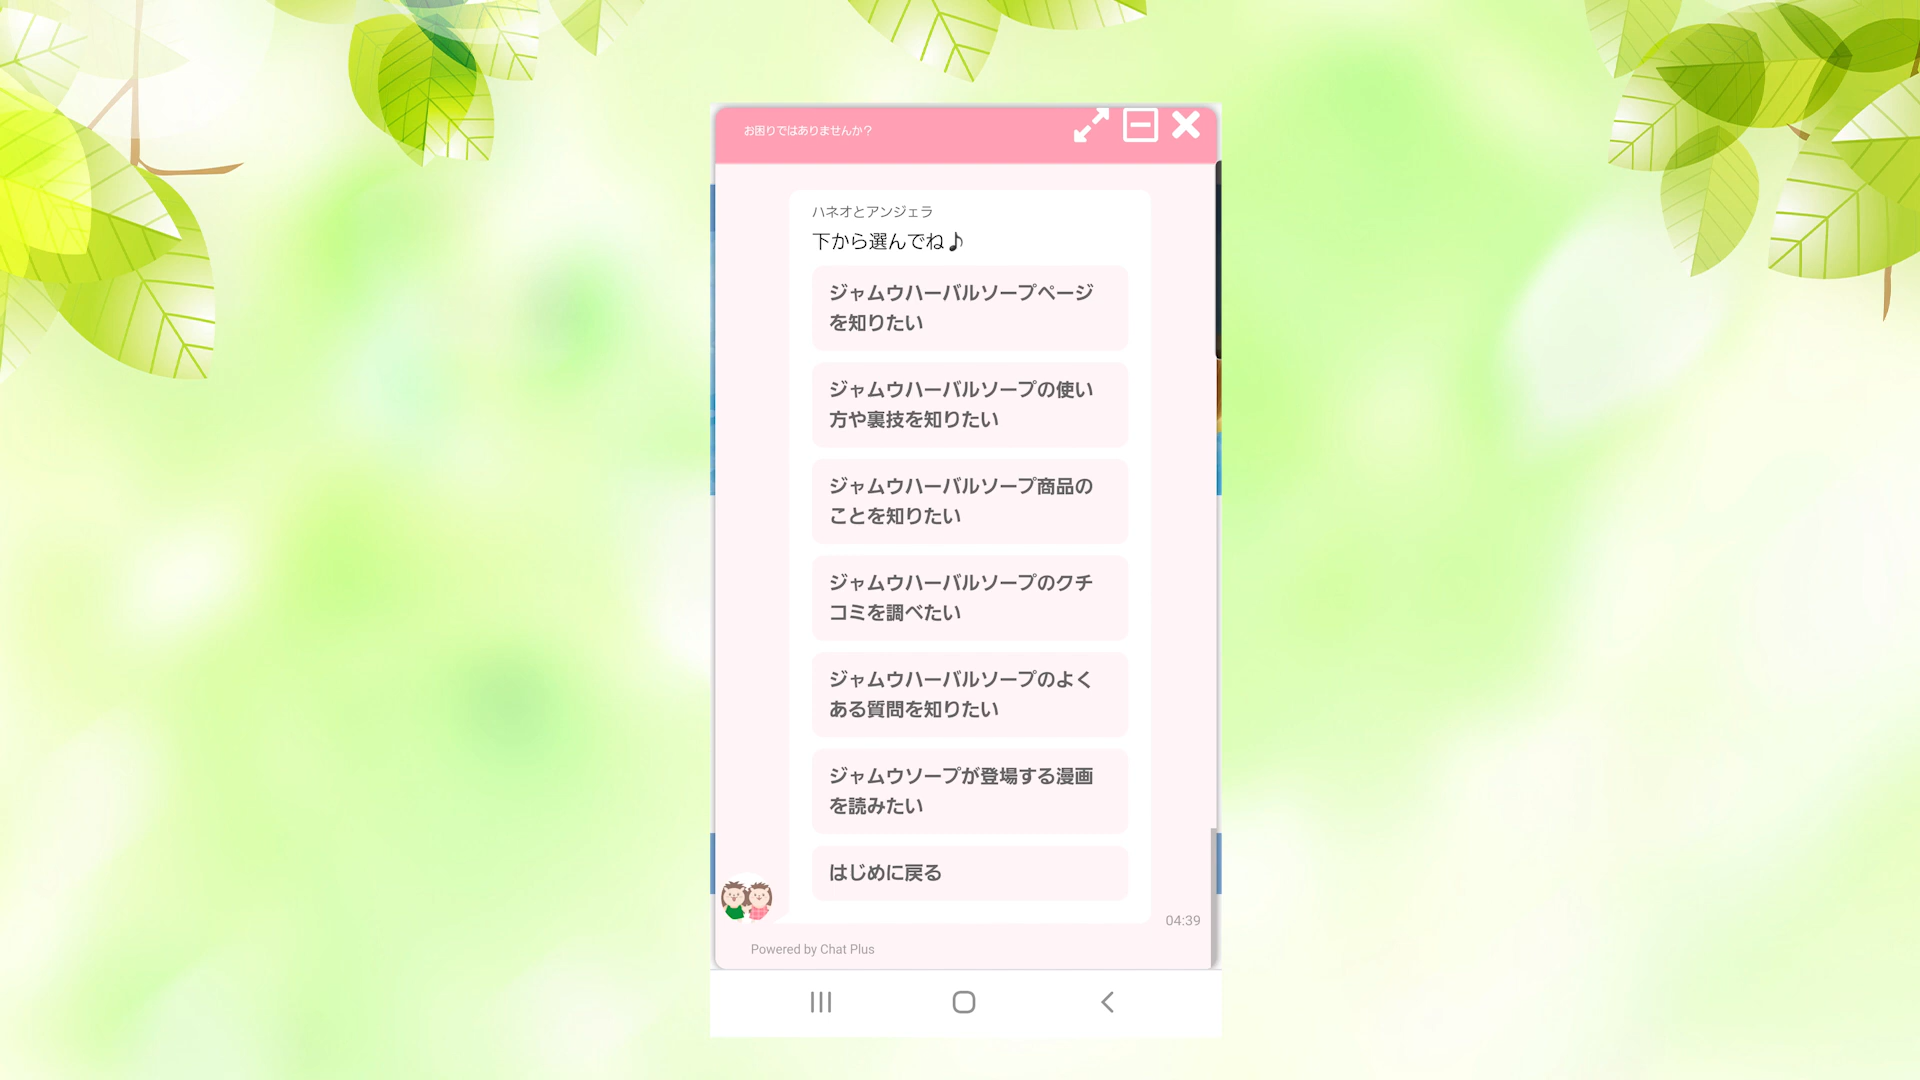 お困りではありませんか？
ハネオとアンジェラ
下から選んでね♪
ジャムウハーバルソープページ
を知りたい
ジャムウハーバルソープの使い
方や裏技を知りたい
ジャムウハーバルソープ商品の
ことを知りたい
ジャムウハーバルソープのクチ
コミを調べたい
ジャムウハーバルソープのよく
ある質問を知りたい
ジャムウソープが登場する漫画
を読みたい
はじめに戻る
04:39
Powered by Chat Plus